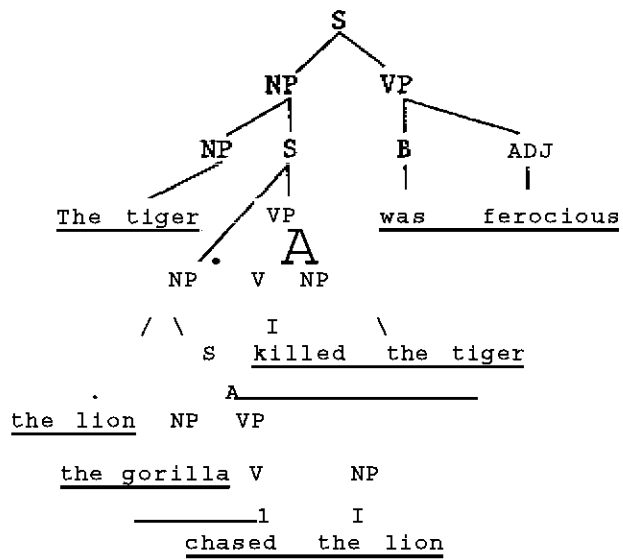 S
NP VP
NP S B ADJ
The tiger VP was ferocious
A
NP V NP
/ \ I \
S killed the tiger
A
the lion NP VP
the gorilla V NP
1 I
chased the lion